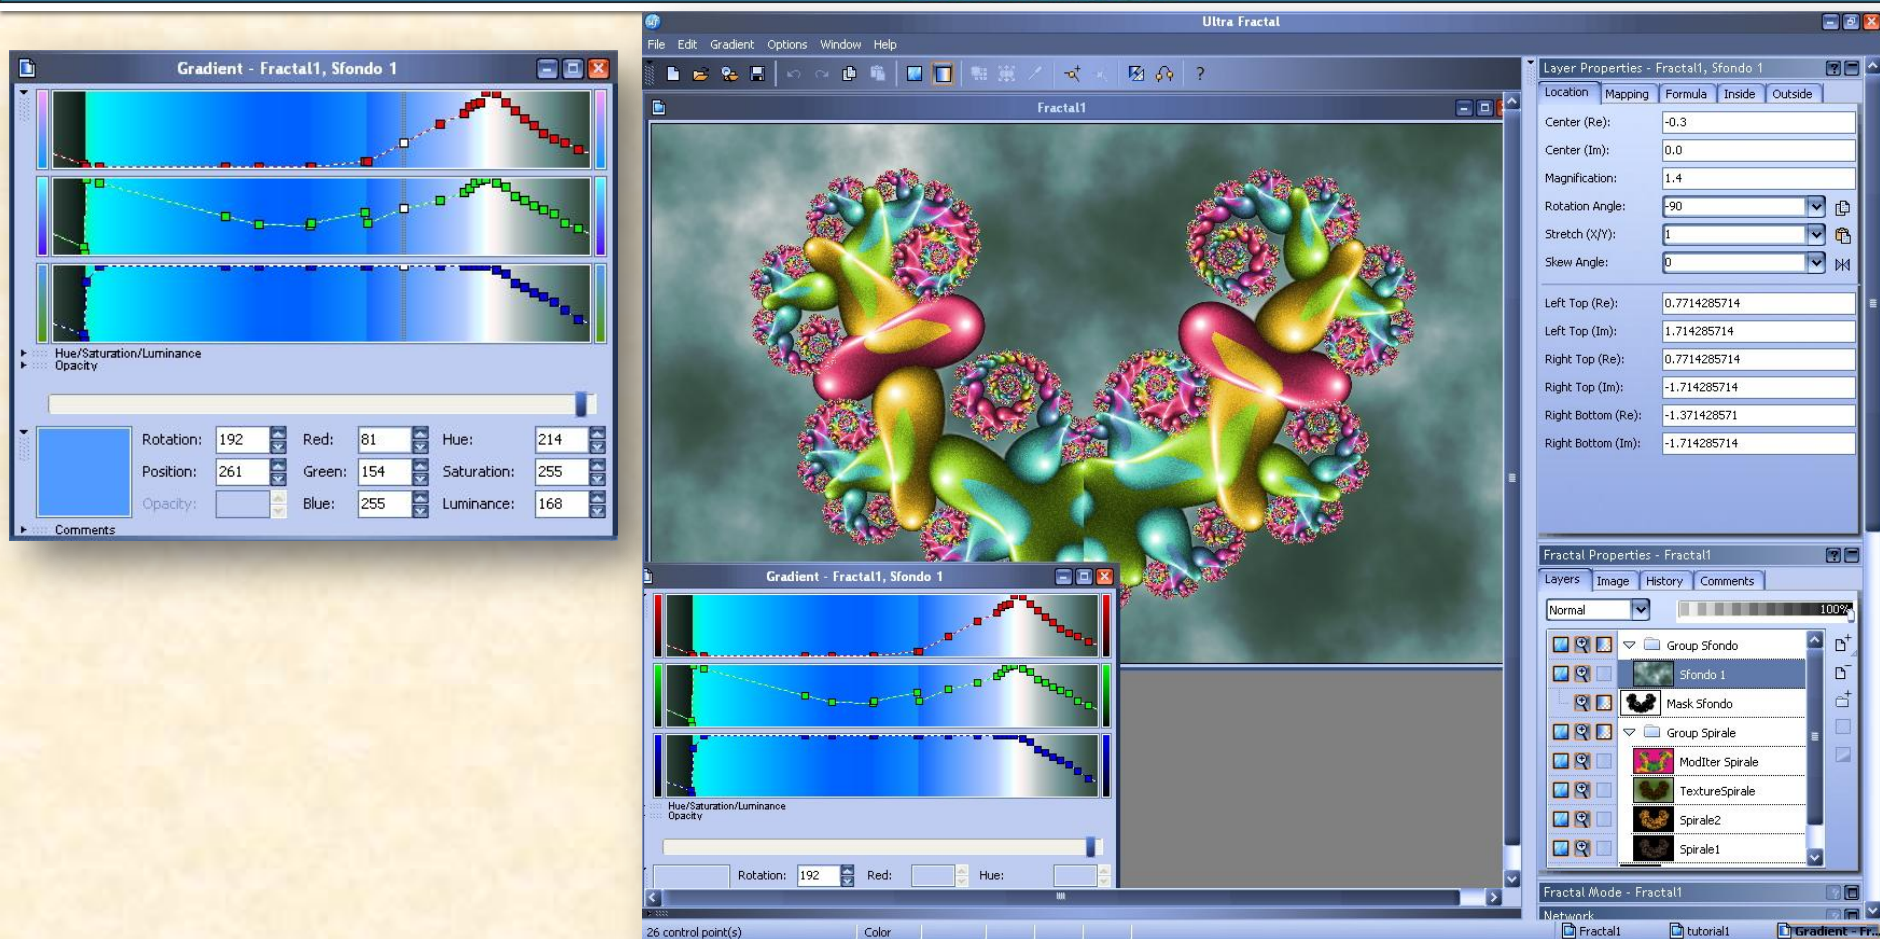 Gradient - Fractal1, Sfondo 1
Hue/Saturation/Luminance
Opacity
Rotation: 192 Red: 81 Hue: 214
Position: 261 Green: 154 Saturation: 255
Opacity: Blue: 255 Luminance: 168
Comments
Ultra Fractal
File Edit Gradient Options Window Help
Fractal1
Gradient - Fractal1, Sfondo 1
Hue/Saturation/Luminance
Opacity
Rotation: 192 Red: Hue:
26 control point(s) Color
Layer Properties - Fractal1, Sfondo 1
Location Mapping Formula Inside Outside
Center (Re): -0.3
Center (Im): 0.0
Magnification: 1.4
Rotation Angle: -90
Stretch (X/Y): 1
Skew Angle: 0
Left Top (Re): 0.7714285714
Left Top (Im): 1.714285714
Right Top (Re): 0.7714285714
Right Top (Im): -1.714285714
Right Bottom (Re): -1.371428571
Right Bottom (Im): -1.714285714
Fractal Properties - Fractal1
Layers Image History Comments
Normal 100%
Group Sfondo
Sfondo 1
Mask Sfondo
Group Spirale
ModIter Spirale
TextureSpirale
Spirale2
Spirale1
Fractal Mode - Fractal1
Network
Fractal1 tutorial1 Gradient - Fr...